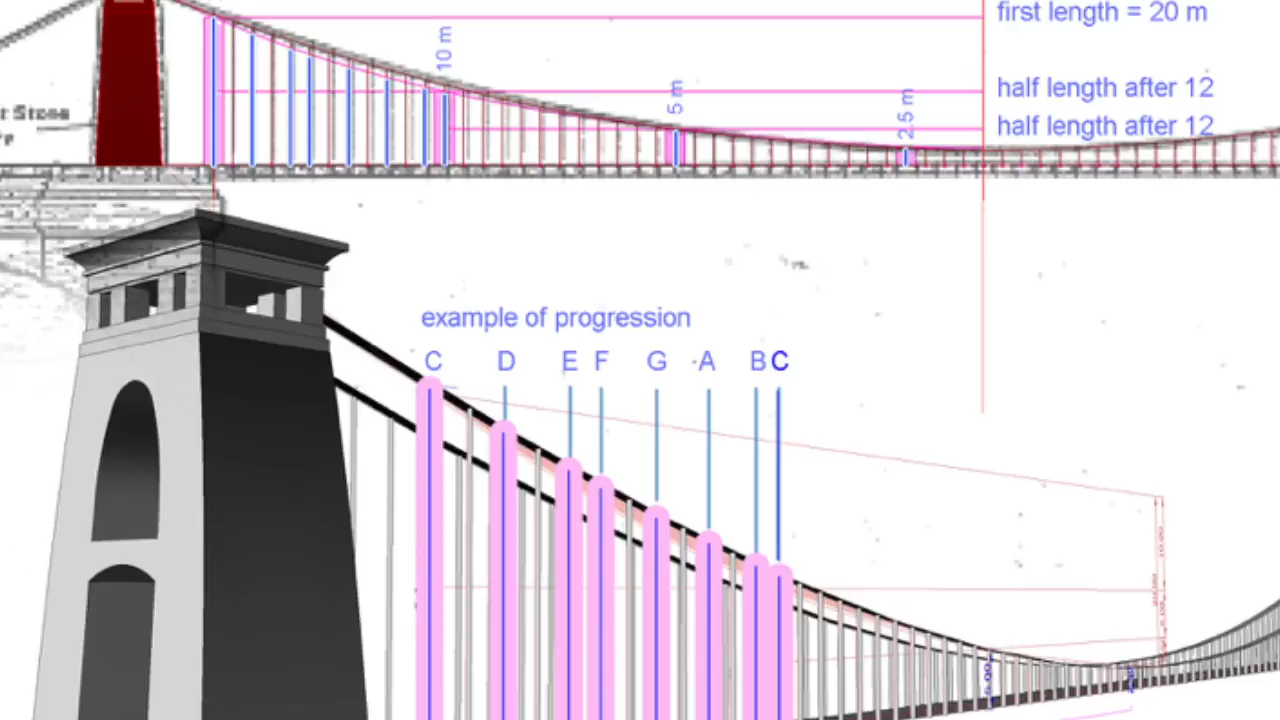 first length = 20 m
10 m
half length after 12
5 m
2.5 m
half length after 12
t Stone
example of progression
C D E F G A B C